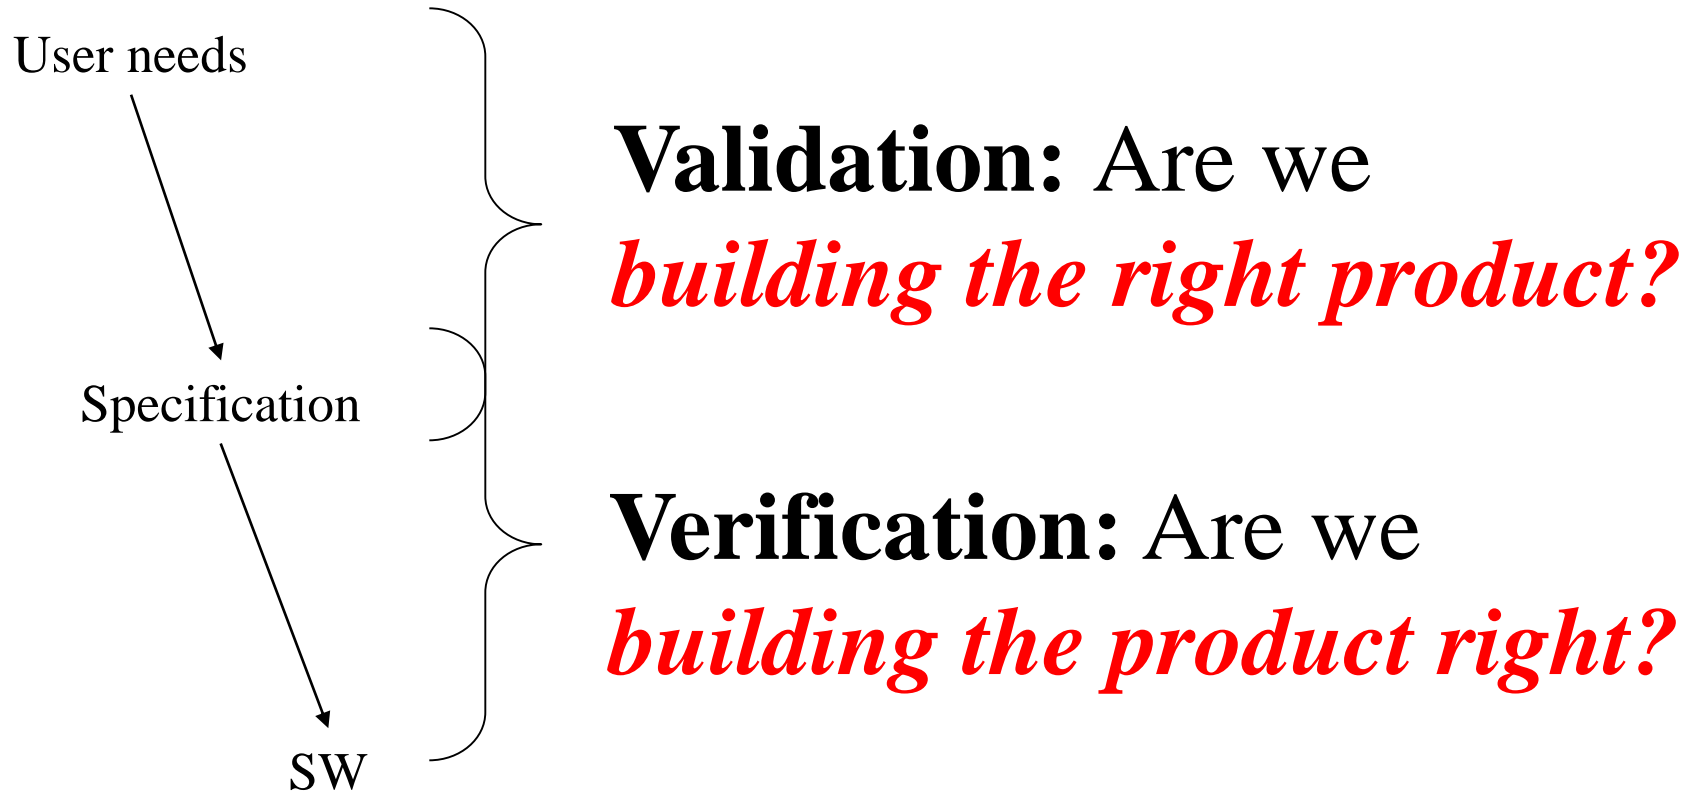 User needs
Validation: Are we
building the right product?
Specification
Verification: Are we
building the product right?
SW